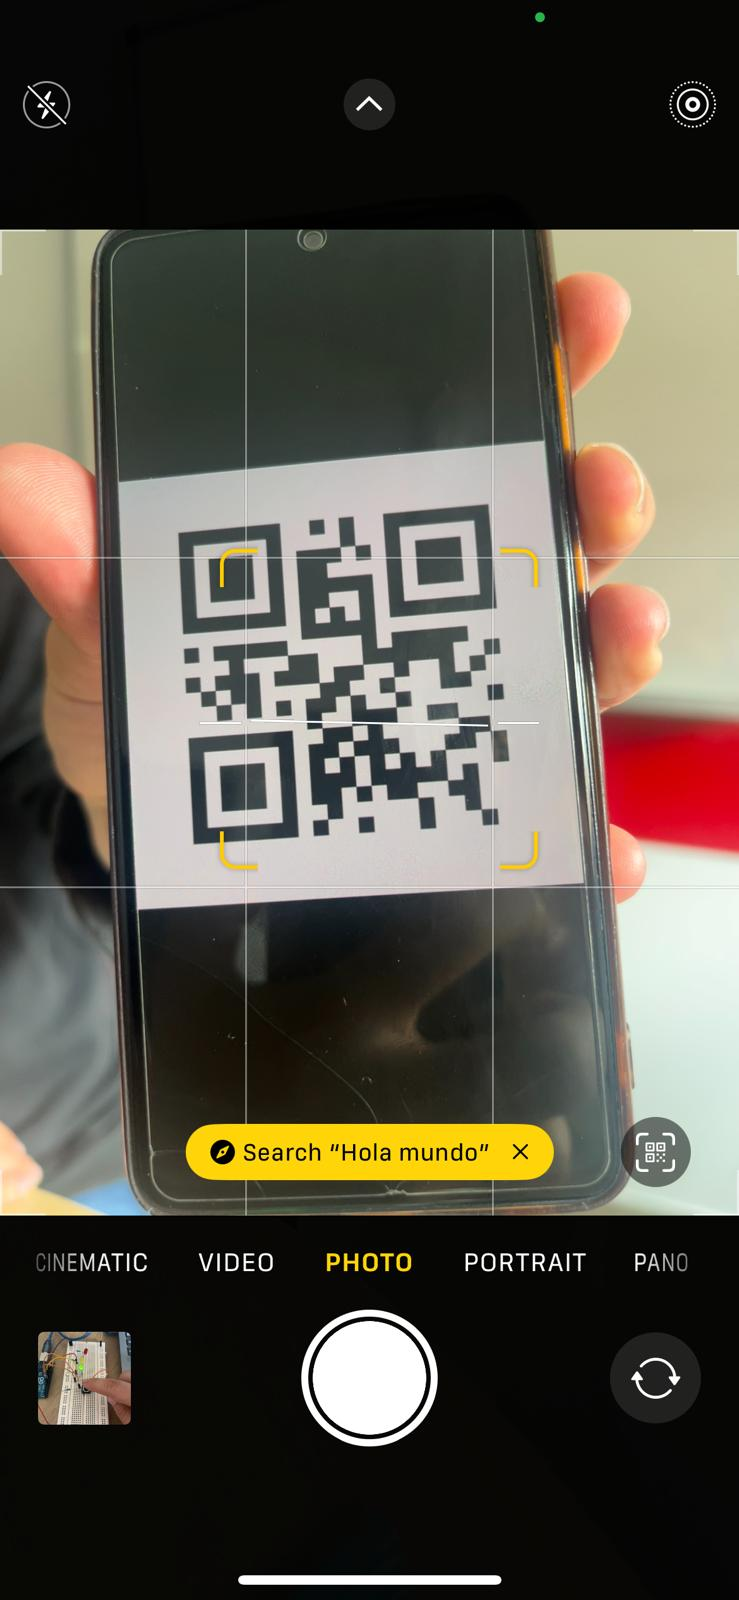 Search "Hola mundo"
CINEMATIC VIDEO PHOTO PORTRAIT PANO